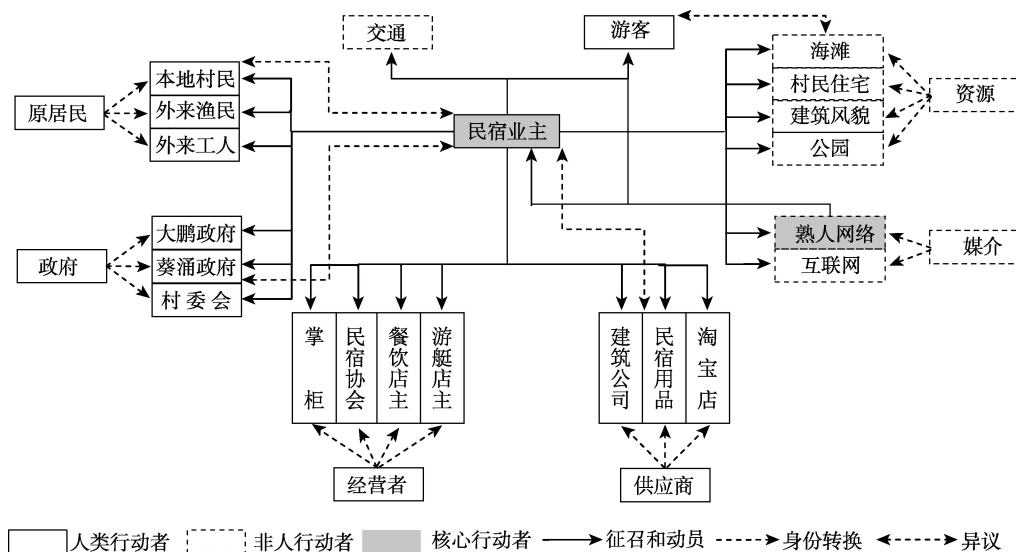 交通
游客
海滩
村民住宅
建筑风貌
公园
资源
本地村民
外来渔民
外来工人
原居民
民宿业主
大鹏政府
葵涌政府
村委会
政府
熟人网络
互联网
媒介
掌柜
民宿协会
餐饮店主
游艇店主
建筑公司
民宿用品
淘宝店
经营者
供应商
人类行动者
非人行动者
核心行动者
征召和动员
身份转换
异议